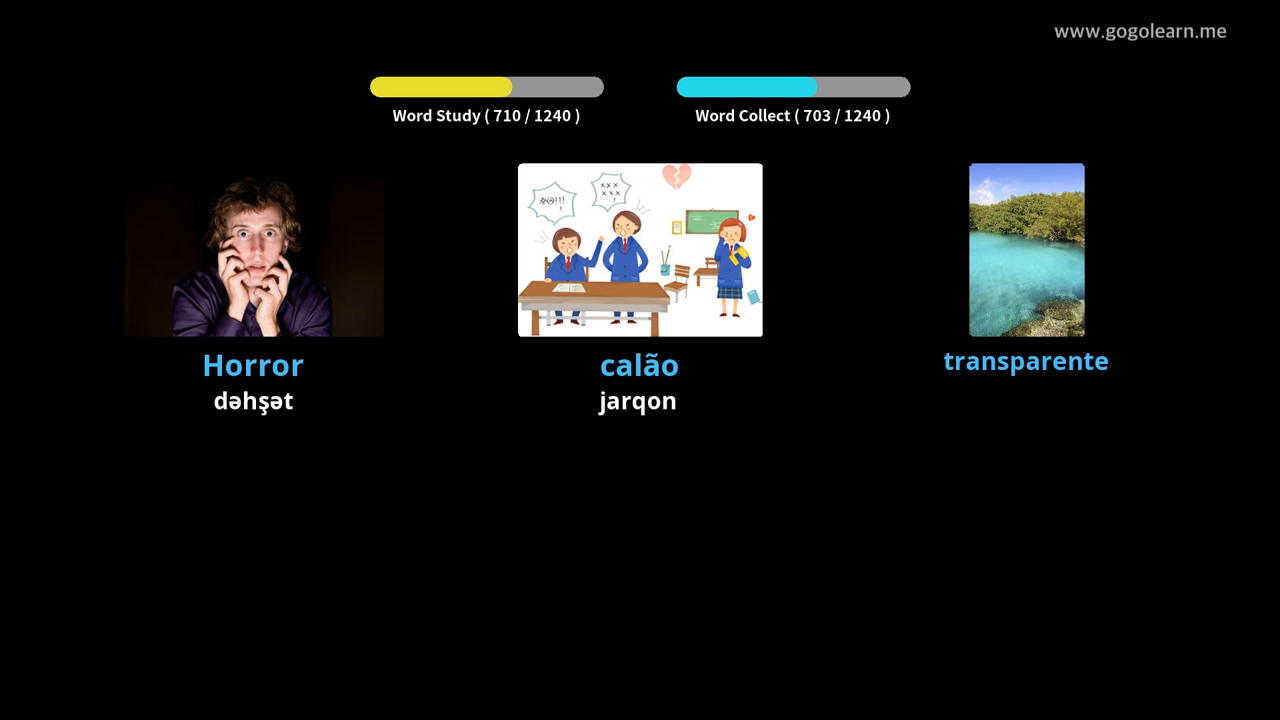 www.gogolearn.me
Word Study ( 710 / 1240 )
Word Collect ( 703 / 1240 )
#@!!!
!
x x x
x x x
!
Horror
calão
transparente
dəhşət
jarqon